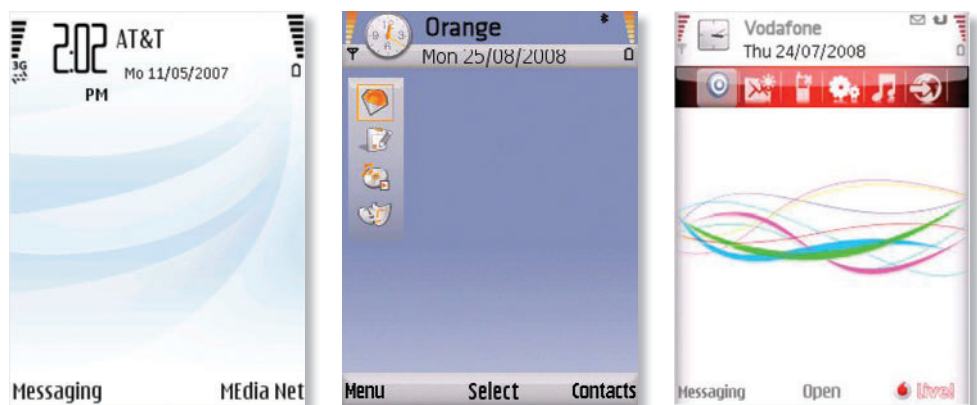 2:02 AT&T
3G
Mo 11/05/2007
PM
Messaging MEdia Net
Orange
Mon 25/08/2008
Menu Select Contacts
Vodafone
Thu 24/07/2008
Messaging Open live!